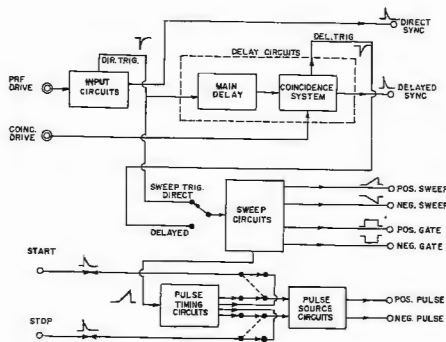 DEL.TRIG.
DIRECT
SYNC
DIR.TRIG.
DELAY CIRCUITS
PRF
DRIVE
INPUT
CIRCUITS
MAIN
DELAY
COINCIDENCE
SYSTEM
DELAYED
SYNC
COINC.
DRIVE
SWEEP TRIG.
DIRECT
DELAYED
SWEEP
CIRCUITS
POS. SWEEP
NEG. SWEEP
POS. GATE
NEG. GATE
START
STOP
PULSE
TIMING
CIRCUITS
PULSE
SOURCE
CIRCUITS
POS. PULSE
NEG. PULSE